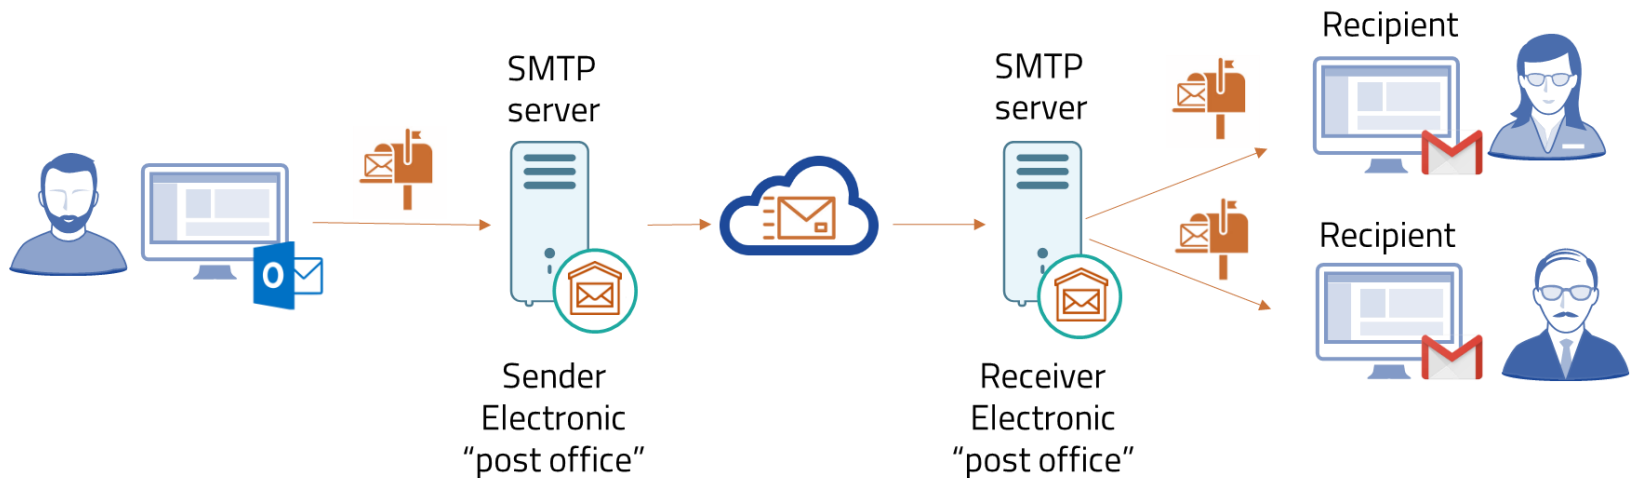 SMTP
server
Sender
Electronic
“post office”
SMTP
server
Receiver
Electronic
“post office”
Recipient
Recipient
O